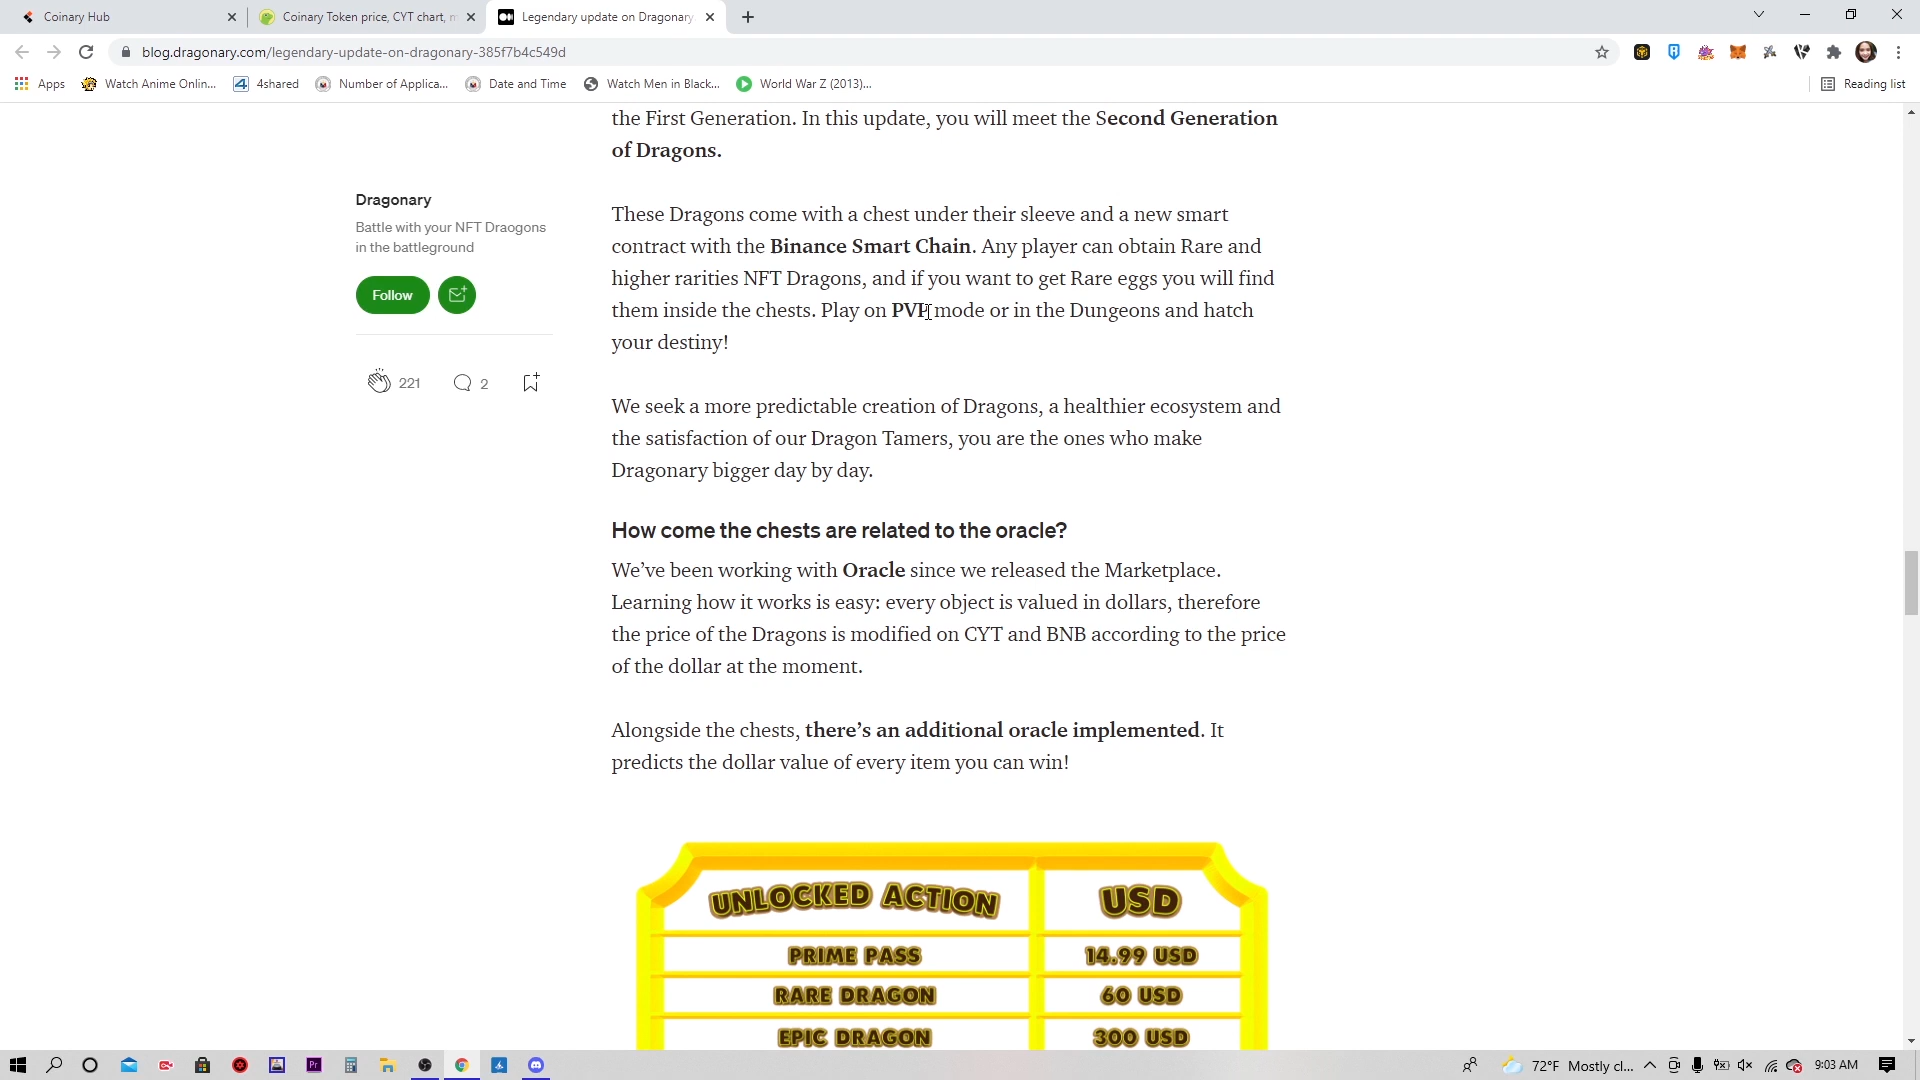 Coinary Hub
Coinary Token price, CYT chart, m
Legendary update on Dragonary
blog.dragonary.com/legendary-update-on-dragonary-385f7b4c549d
Apps
Watch Anime Onlin...
4shared
Number of Applica...
Date and Time
Watch Men in Black...
World War Z (2013)...
Reading list
the First Generation. In this update, you will meet the Second Generation
of Dragons.
Dragonary
Battle with your NFT Draogons
in the battleground
Follow
221
2
These Dragons come with a chest under their sleeve and a new smart
contract with the Binance Smart Chain. Any player can obtain Rare and
higher rarities NFT Dragons, and if you want to get Rare eggs you will find
them inside the chests. Play on PVP mode or in the Dungeons and hatch
your destiny!
We seek a more predictable creation of Dragons, a healthier ecosystem and
the satisfaction of our Dragon Tamers, you are the ones who make
Dragonary bigger day by day.
How come the chests are related to the oracle?
We’ve been working with Oracle since we released the Marketplace.
Learning how it works is easy: every object is valued in dollars, therefore
the price of the Dragons is modified on CYT and BNB according to the price
of the dollar at the moment.
Alongside the chests, there’s an additional oracle implemented. It
predicts the dollar value of every item you can win!
UNLOCKED ACTION USD
PRIME PASS 14.99 USD
RARE DRAGON 60 USD
EPIC DRAGON 300 USD
72°F Mostly cl...
9:03 AM